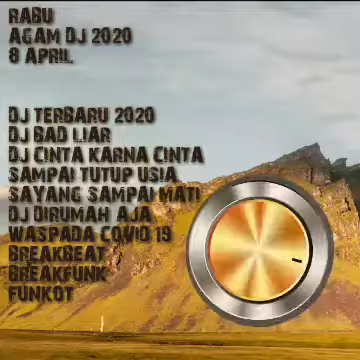 RABU
AGAM DJ 2020
8 APRIL
DJ TERBARU 2020
DJ BAD LIAR
DJ CINTA KARNA CINTA
SAMPAI TUTUP USIA
SAYANG SAMPAI MATI
DJ DIRUMAH AJA
WASPADA COVID 19
BREAKBEAT
BREAKFUNK
FUNKOT